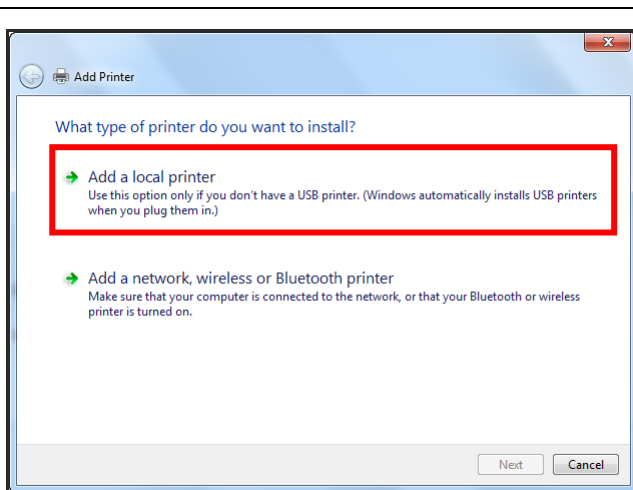 Add Printer
What type of printer do you want to install?
Add a local printer
Use this option only if you don't have a USB printer. (Windows automatically installs USB printers
when you plug them in.)
Add a network, wireless or Bluetooth printer
Make sure that your computer is connected to the network, or that your Bluetooth or wireless
printer is turned on.
Next Cancel